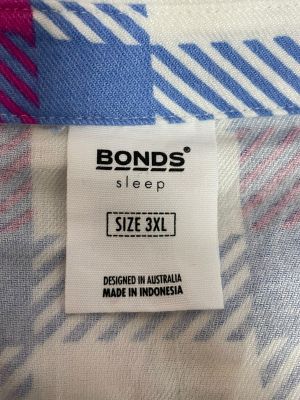 BONDS®
sleep
SIZE 3XL
DESIGNED IN AUSTRALIA
MADE IN INDONESIA